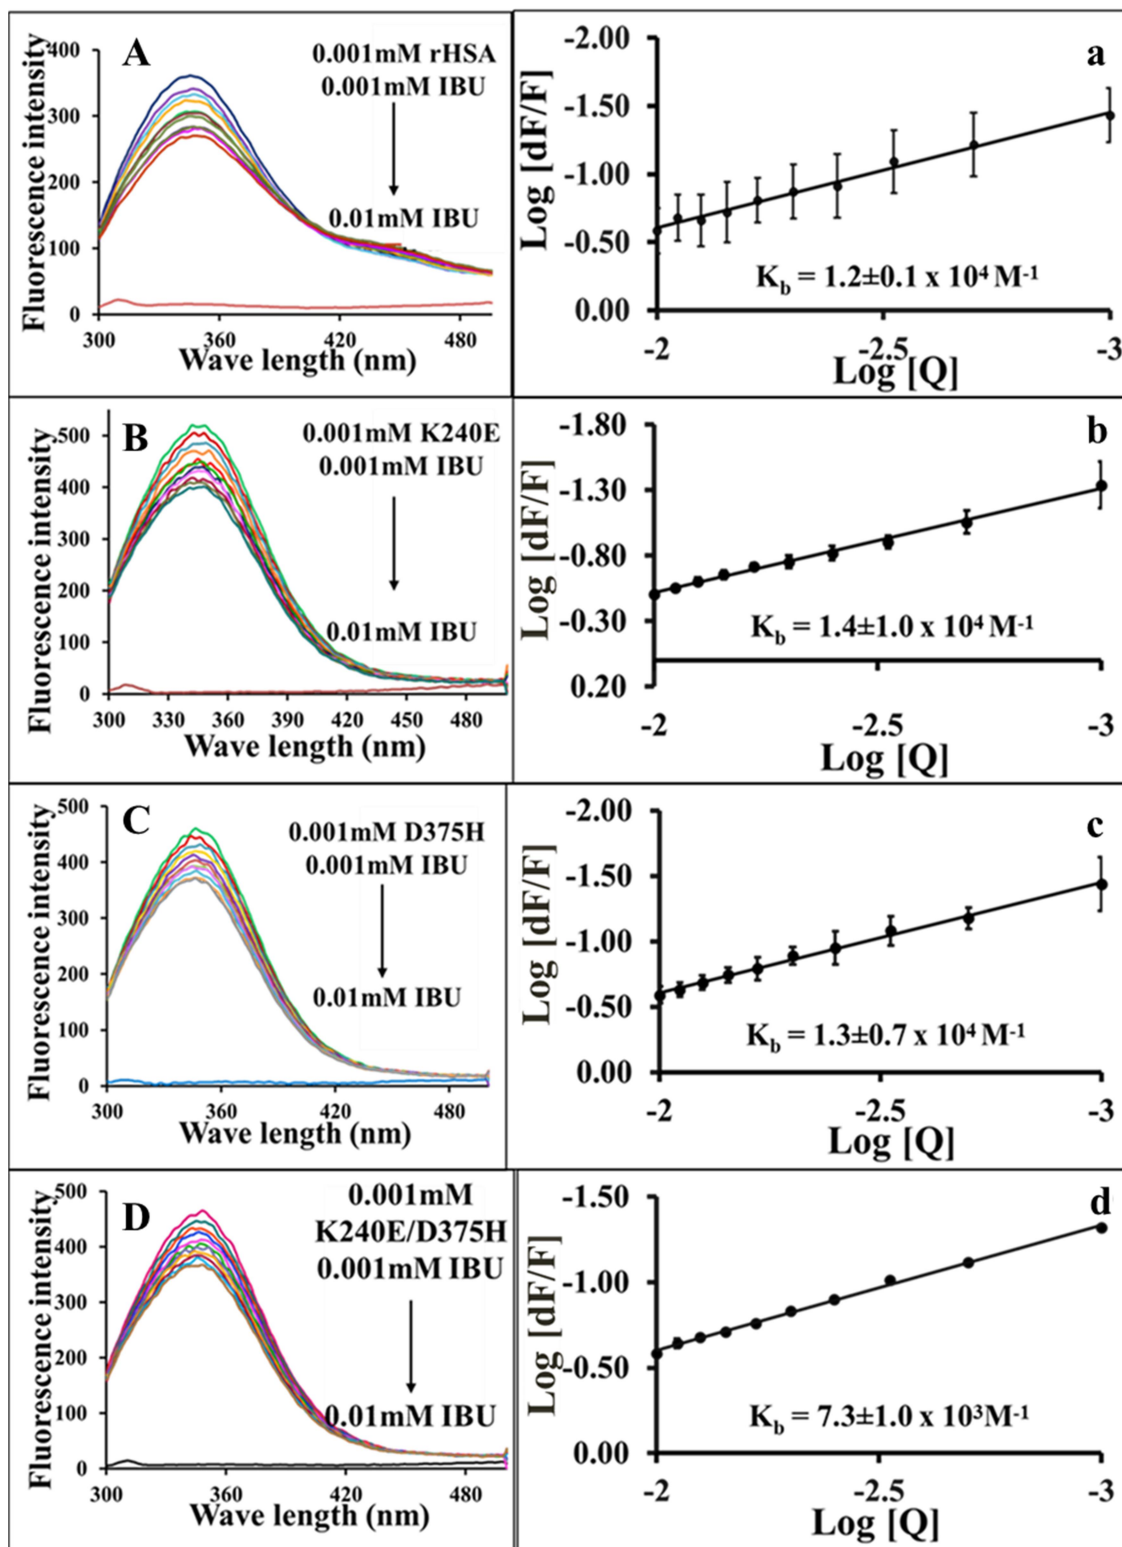 A
0.001mM rHSA
0.001mM IBU
0.01mM IBU
Fluorescence intensity
400
300
200
100
0
300 360 420 480
Wave length (nm)
a
Log [dF/F]
-2.00
-1.50
-1.00
-0.50
0.00
K_b = 1.2±0.1 x 10⁴ M⁻¹
-2 -2.5 -3
Log [Q]
B
0.001mM K240E
0.001mM IBU
0.01mM IBU
Fluorescence intensity
500
400
300
200
100
0
300 330 360 390 420 450 480
Wave length (nm)
b
Log [dF/F]
-1.80
-1.30
-0.80
-0.30
0.20
K_b = 1.4±1.0 x 10⁴ M⁻¹
-2 -2.5 -3
Log [Q]
C
0.001mM D375H
0.001mM IBU
0.01mM IBU
Fluorescence intensity
500
400
300
200
100
0
300 360 420 480
Wave length (nm)
c
Log [dF/F]
-2.00
-1.50
-1.00
-0.50
0.00
K_b = 1.3±0.7 x 10⁴ M⁻¹
-2 -2.5 -3
Log [Q]
D
0.001mM
K240E/D375H
0.001mM IBU
0.01mM IBU
Fluorescence intensity
500
400
300
200
100
0
300 360 420 480
Wave length (nm)
d
Log [dF/F]
-1.50
-1.00
-0.50
0.00
K_b = 7.3±1.0 x 10³M⁻¹
-2 -2.5 -3
Log [Q]